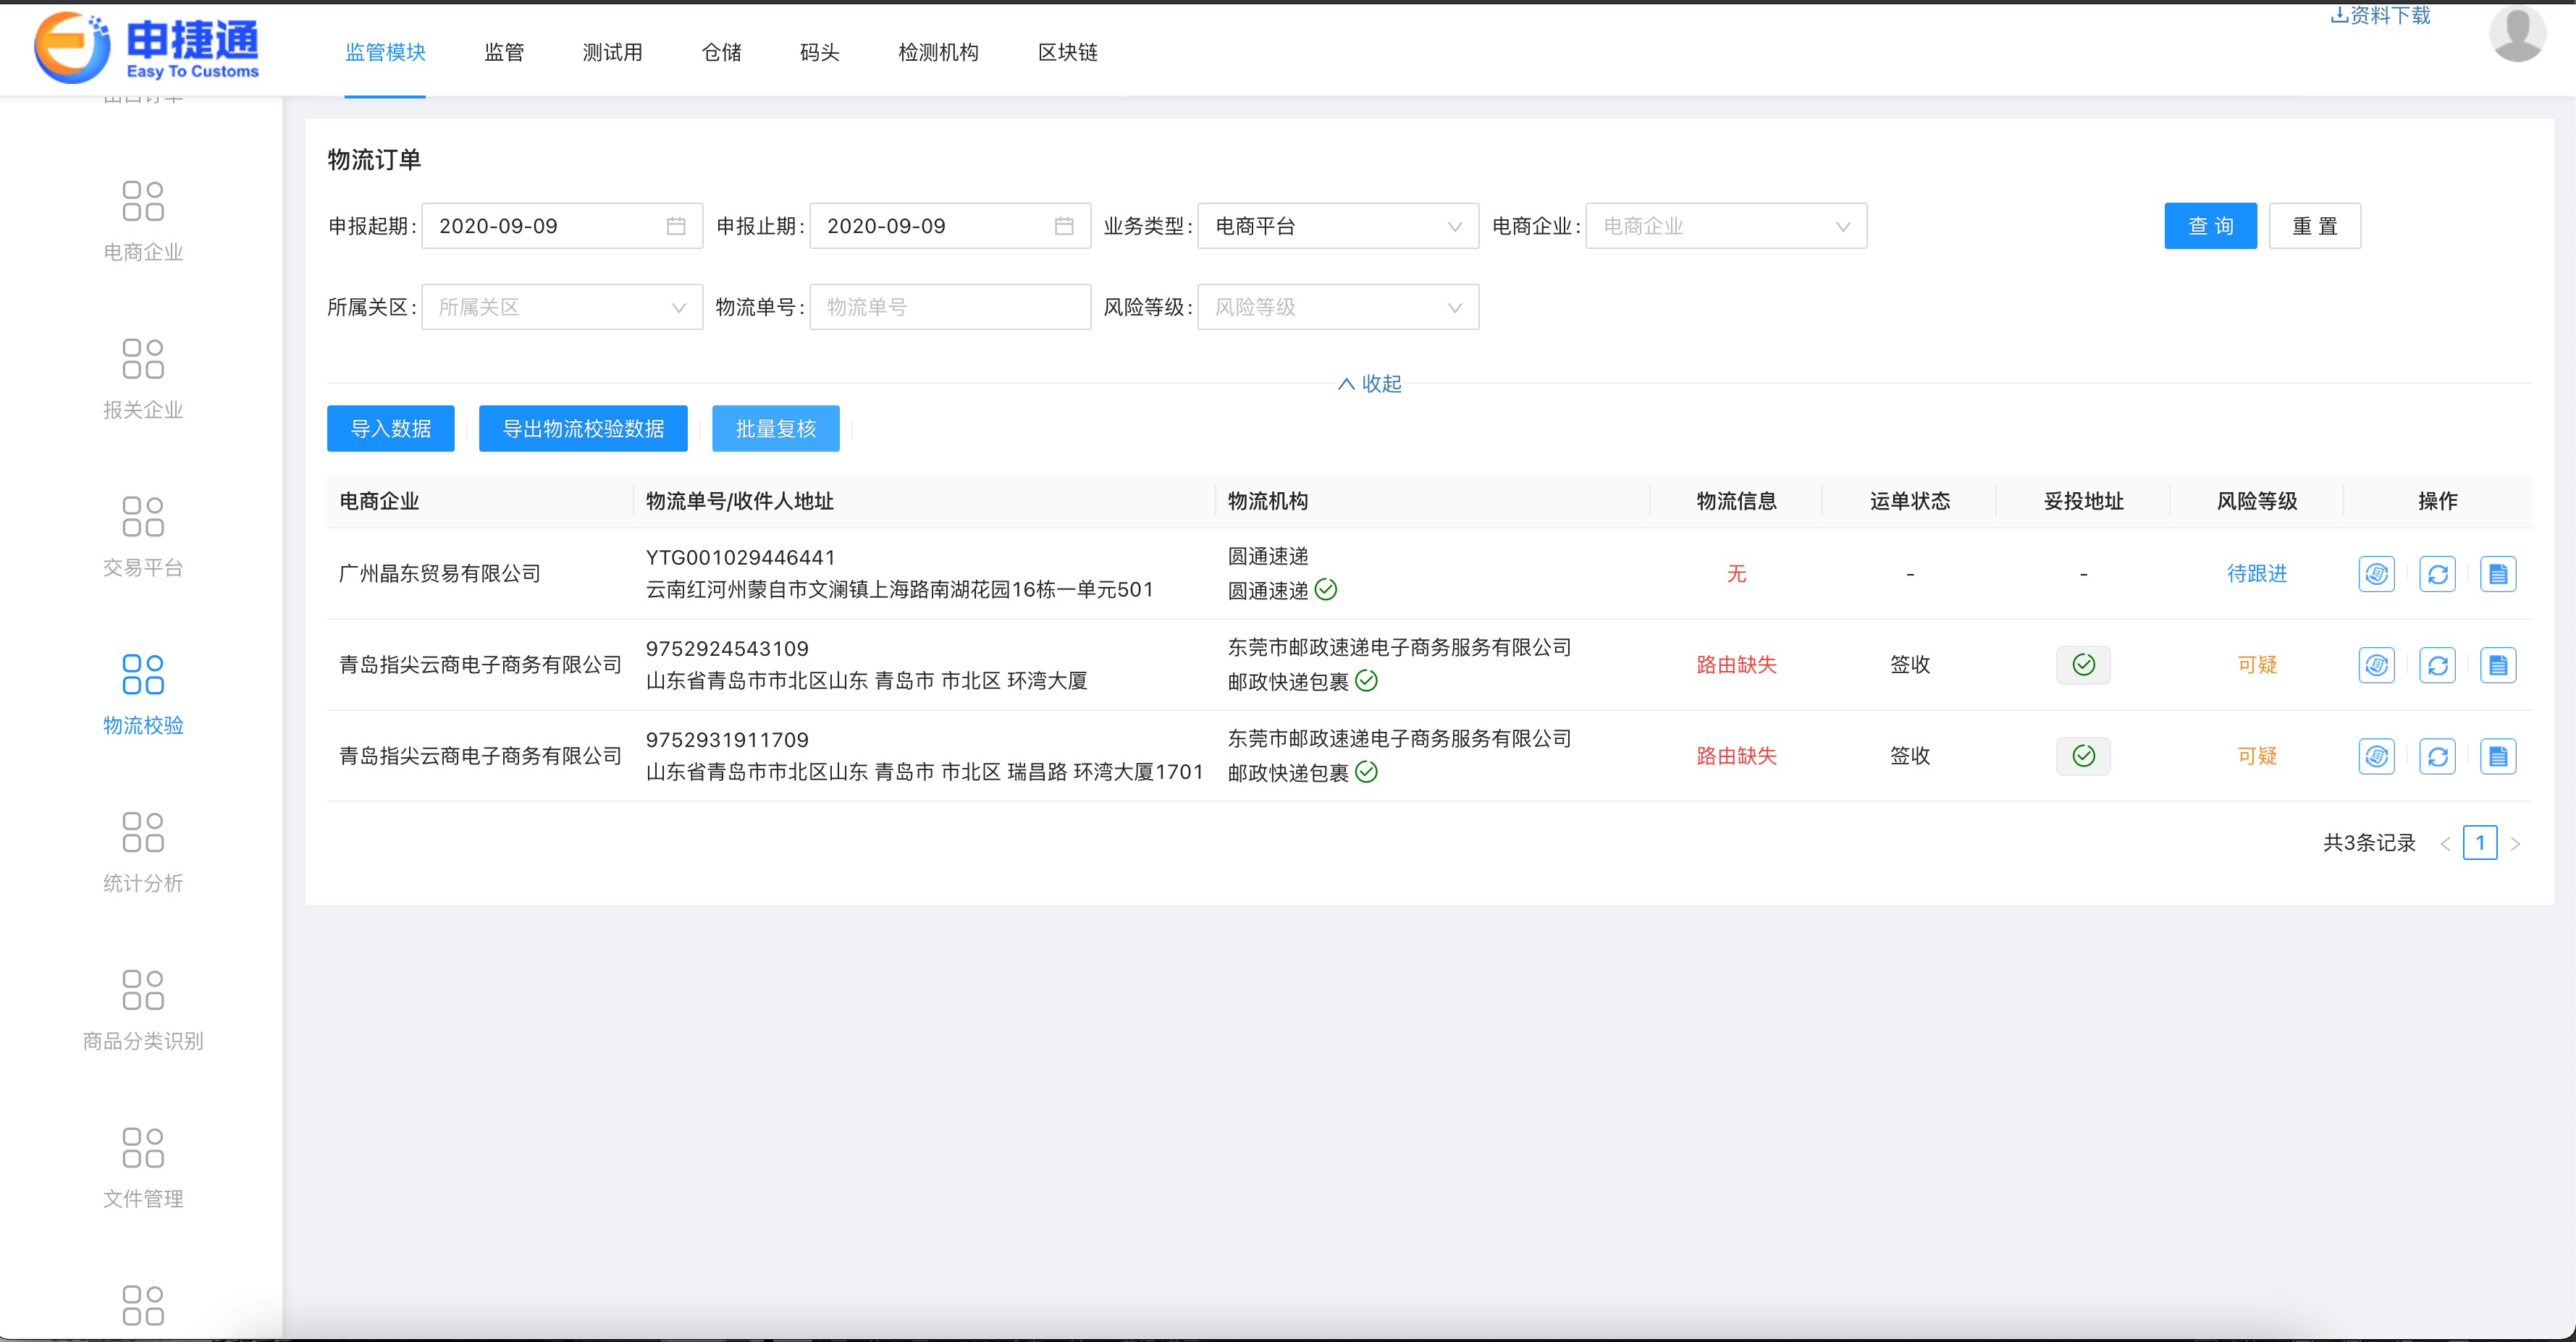 申捷通
Easy To Customs
监管模块 监管 测试用 仓储 码头 检测机构 区块链
资料下载
电商企业
报关企业
交易平台
物流校验
统计分析
商品分类识别
文件管理
物流订单
申报起期: 2020-09-09 申报止期: 2020-09-09 业务类型: 电商平台 电商企业: 电商企业 查 询 重 置
所属关区: 所属关区 物流单号: 物流单号 风险等级: 风险等级
收起
导入数据 导出物流校验数据 批量复核
电商企业 物流单号/收件人地址 物流机构 物流信息 运单状态 妥投地址 风险等级 操作
广州晶东贸易有限公司
YTG001029446441
云南红河州蒙自市文澜镇上海路南湖花园16栋一单元501
圆通速递
圆通速递
无 - - 待跟进
青岛指尖云商电子商务有限公司
9752924543109
山东省青岛市市北区山东 青岛市 市北区 环湾大厦
东莞市邮政速递电子商务服务有限公司
邮政快递包裹
路由缺失 签收 可疑
青岛指尖云商电子商务有限公司
9752931911709
山东省青岛市市北区山东 青岛市 市北区 瑞昌路 环湾大厦1701
东莞市邮政速递电子商务服务有限公司
邮政快递包裹
路由缺失 签收 可疑
共3条记录 < 1 >